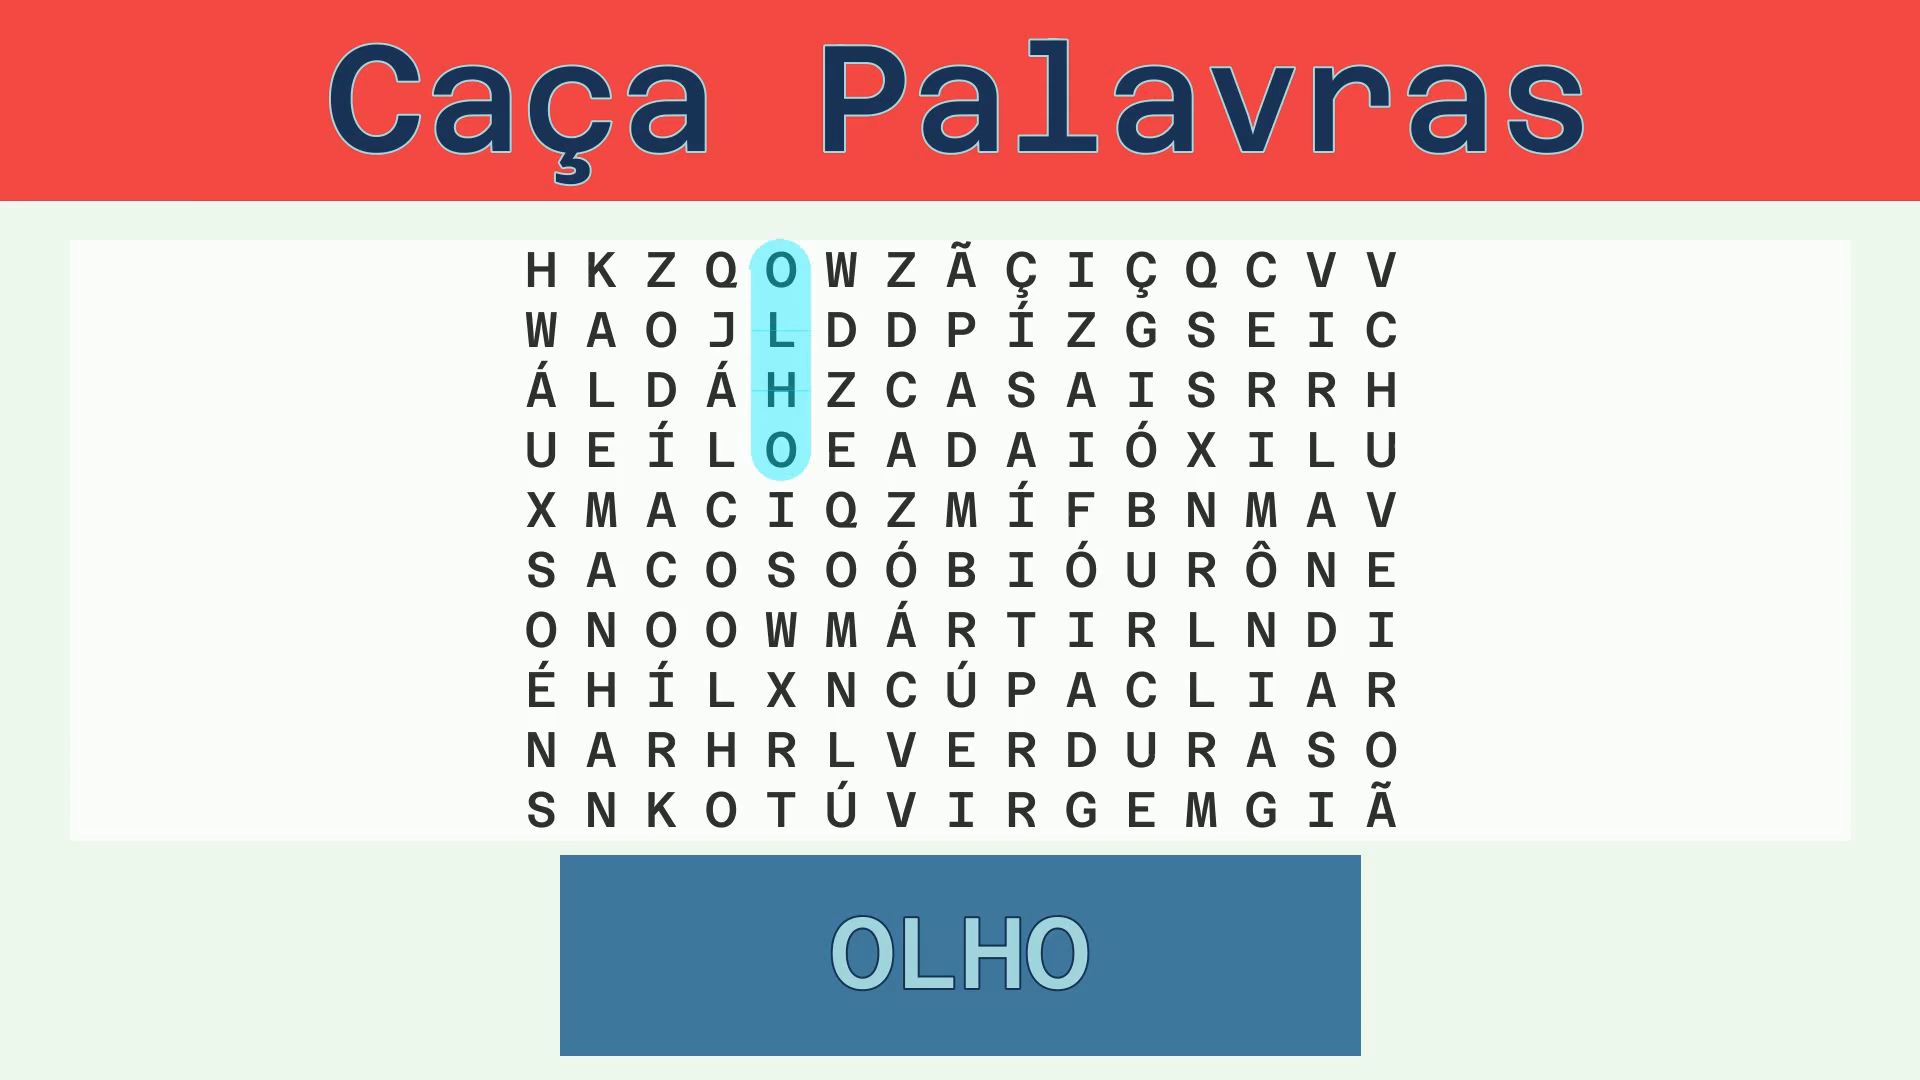 Caça Palavras
H K Z Q O W Z Ã Ç I Ç Q C V V
W A O J L D D P Í Z G S E I C
Á L D Á H Z C A S A I S R R H
U E Í L O E A D A I Ó X I L U
X M A C I Q Z M Í F B N M A V
S A C O S O Ó B I Ó U R Ô N E
O N O O W M Á R T I R L N D I
É H Í L X N C Ú P A C L I A R
N A R H R L V E R D U R A S O
S N K O T Ú V I R G E M G I Ã
OLHO